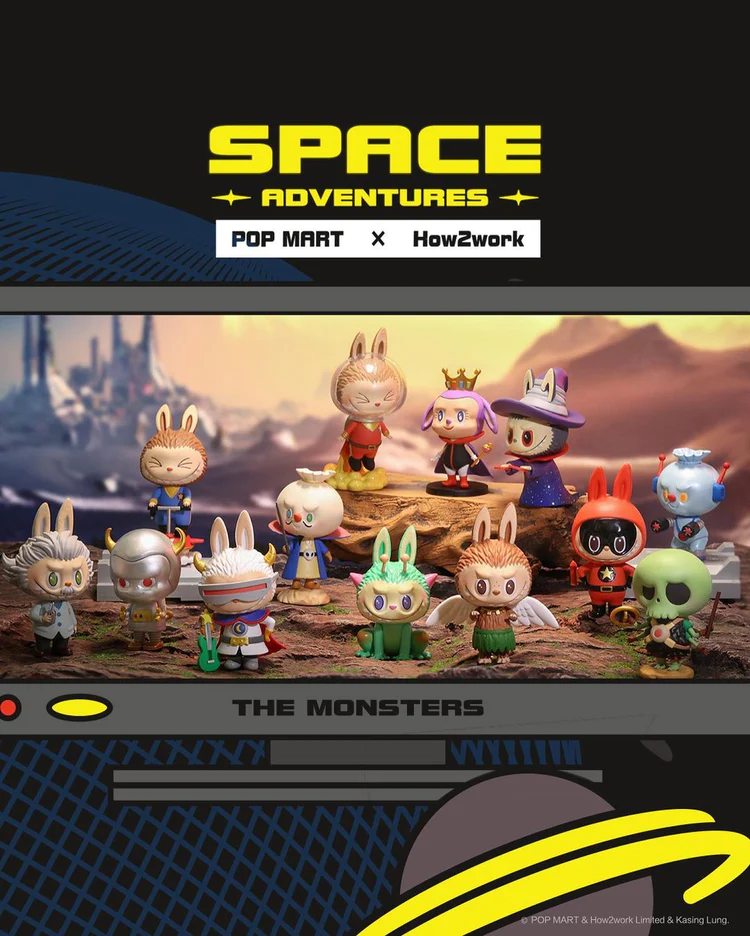 SPACE
ADVENTURES
POP MART X How2work
THE MONSTERS
© POP MART & How2work Limited & Kasing Lung.